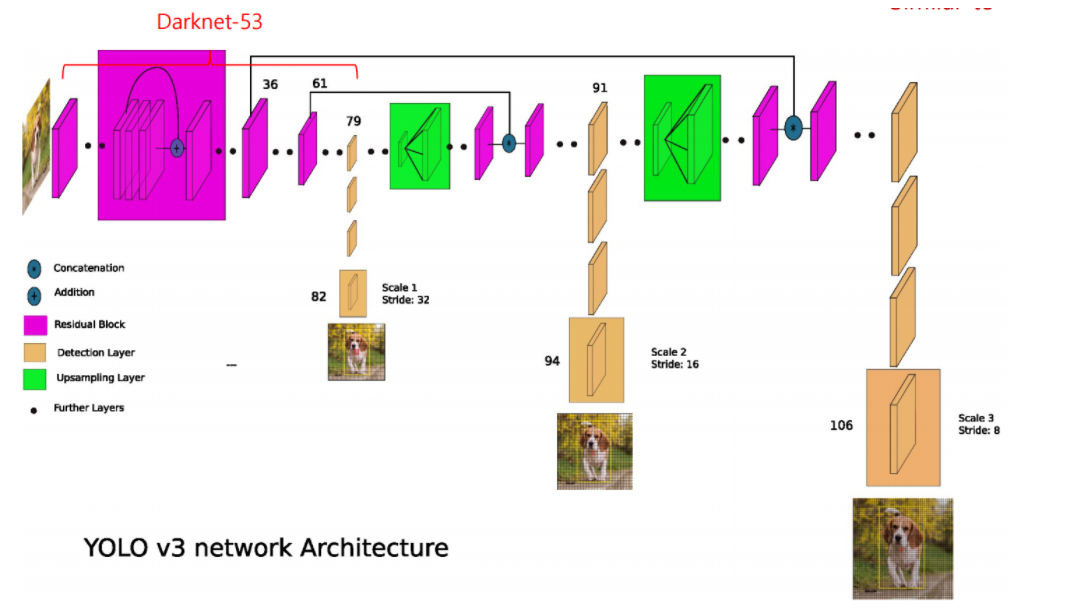 Darknet-53
36
61
91
79
Concatenation
Addition
Residual Block
Detection Layer
Upsampling Layer
Further Layers
82
Scale 1
Stride: 32
94
Scale 2
Stride: 16
106
Scale 3
Stride: 8
YOLO v3 network Architecture